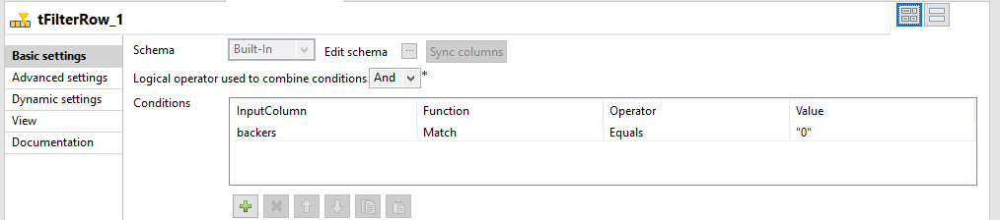 tFilterRow_1
Basic settings
Advanced settings
Dynamic settings
View
Documentation
Schema Built-In Edit schema ... Sync columns
Logical operator used to combine conditions And *
Conditions
InputColumn Function Operator Value
backers Match Equals "0"